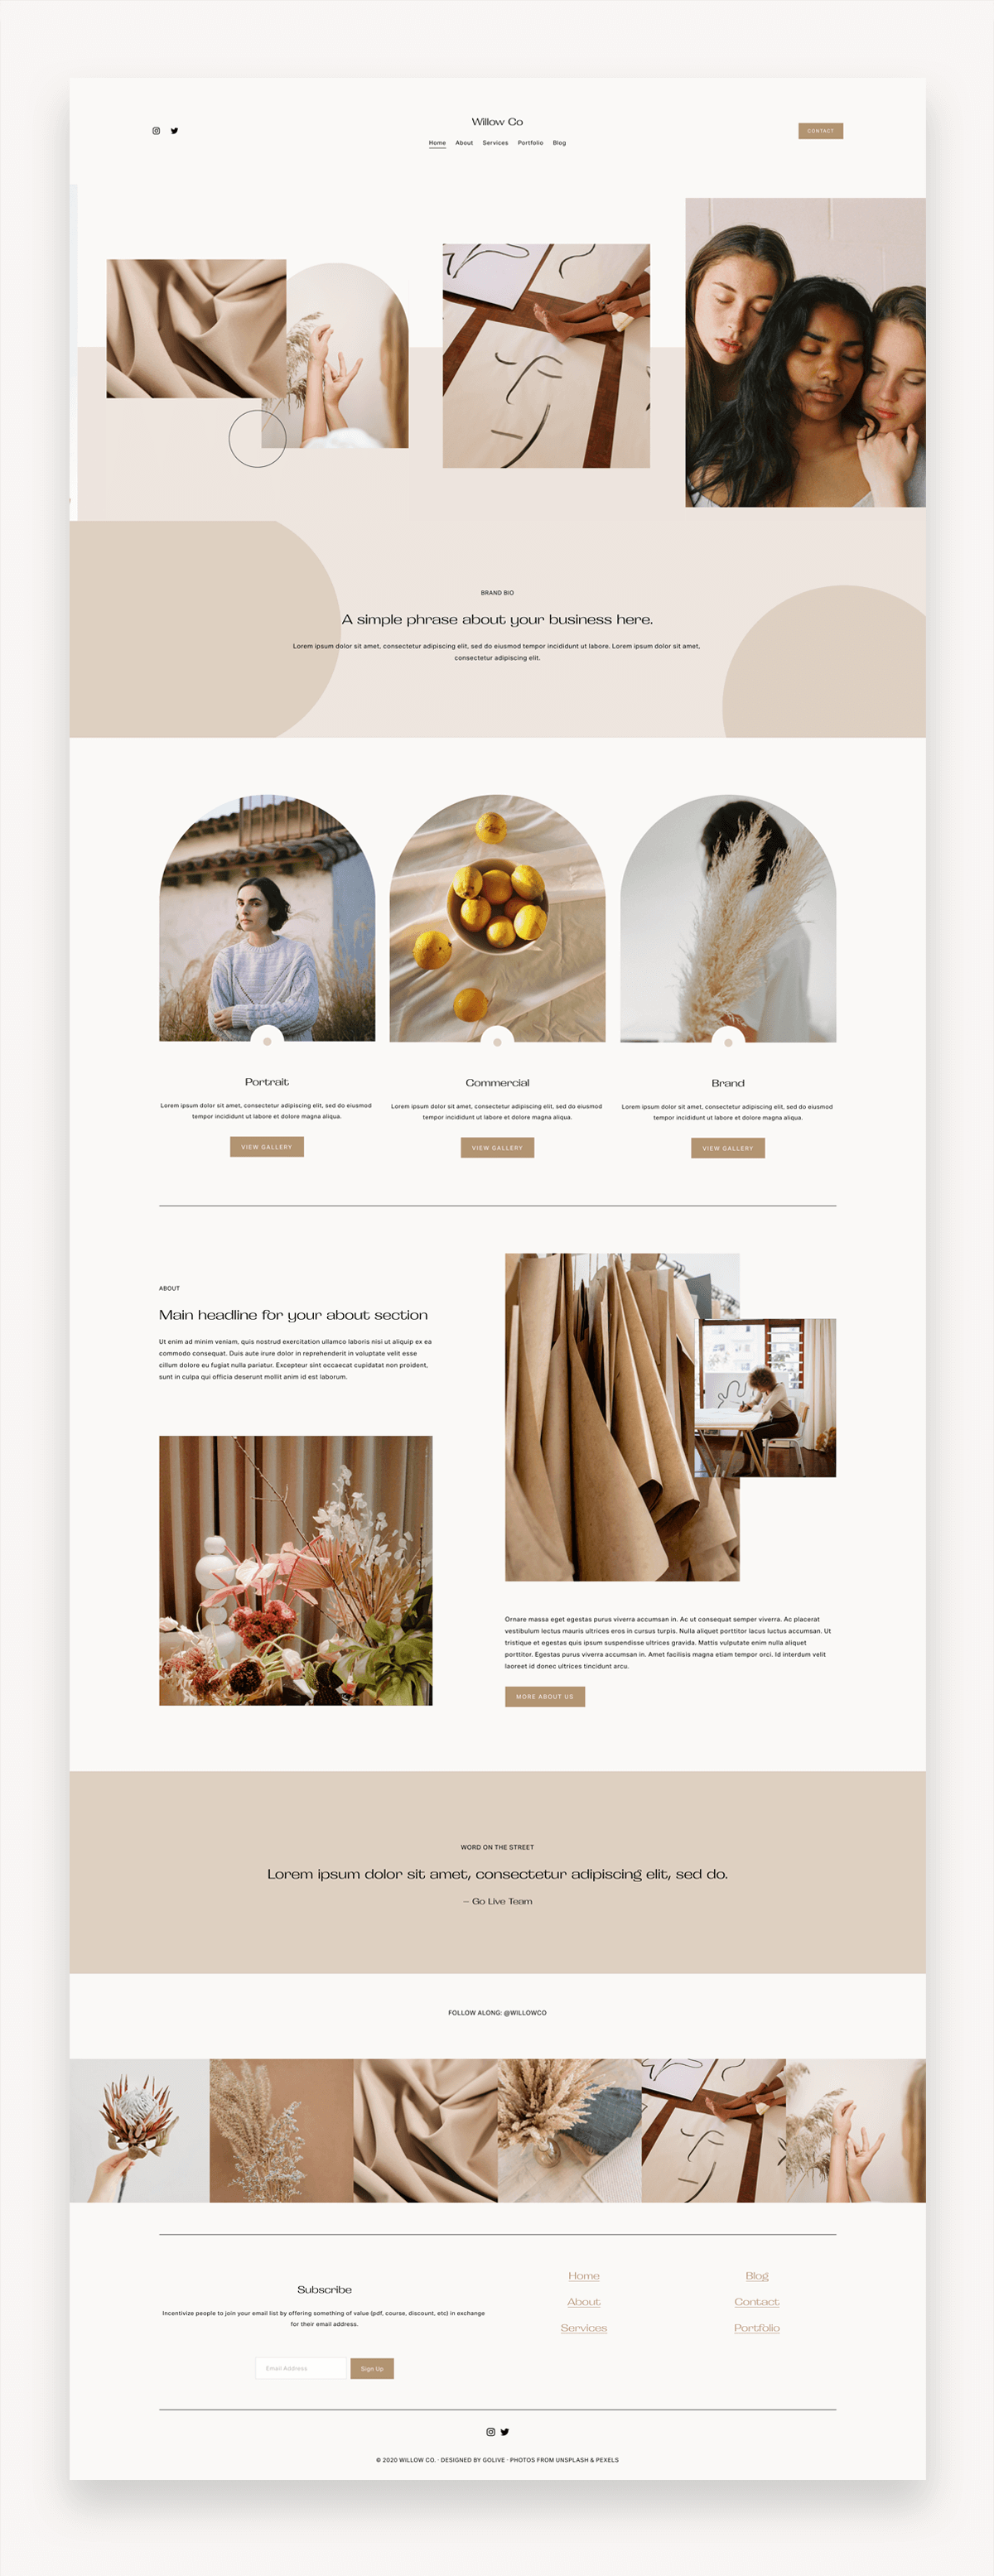 Willow Co
CONTACT
Home About Services Portfolio Blog
BRAND BIO
A simple phrase about your business here.
Lorem ipsum dolor sit amet, consectetur adipiscing elit, sed do eiusmod tempor incididunt ut labore. Lorem ipsum dolor sit amet,
consectetur adipiscing elit.
Portrait
Lorem ipsum dolor sit amet, consectetur adipiscing elit, sed do eiusmod
tempor incididunt ut labore et dolore magna aliqua.
VIEW GALLERY
Commercial
Lorem ipsum dolor sit amet, consectetur adipiscing elit, sed do eiusmod
tempor incididunt ut labore et dolore magna aliqua.
VIEW GALLERY
Brand
Lorem ipsum dolor sit amet, consectetur adipiscing elit, sed do eiusmod
tempor incididunt ut labore et dolore magna aliqua.
VIEW GALLERY
ABOUT
Main headline for your about section
Ut enim ad minim veniam, quis nostrud exercitation ullamco laboris nisi ut aliquip ex ea
commodo consequat. Duis aute irure dolor in reprehenderit in voluptate velit esse
cillum dolore eu fugiat nulla pariatur. Excepteur sint occaecat cupidatat non proident,
sunt in culpa qui officia deserunt mollit anim id est laborum.
Ornare massa eget egestas purus viverra accumsan in. Ac ut consequat semper viverra. Ac placerat
vestibulum lectus mauris ultrices eros in cursus turpis. Nulla aliquet porttitor lacus luctus accumsan. Ut
tristique et egestas quis ipsum suspendisse ultrices gravida. Mattis vulputate enim nulla aliquet
porttitor. Egestas purus viverra accumsan in. Amet facilisis magna etiam tempor orci. Id interdum velit
laoreet id donec ultrices tincidunt arcu.
MORE ABOUT US
WORD ON THE STREET
Lorem ipsum dolor sit amet, consectetur adipiscing elit, sed do.
— Go Live Team
FOLLOW ALONG: @WILLOWCO
Subscribe
Incentivize people to join your email list by offering something of value (pdf, course, discount, etc) in exchange
for their email address.
Email Address
Sign Up
Home
About
Services
Blog
Contact
Portfolio
© 2020 WILLOW CO. · DESIGNED BY GOLIVE · PHOTOS FROM UNSPLASH & PEXELS